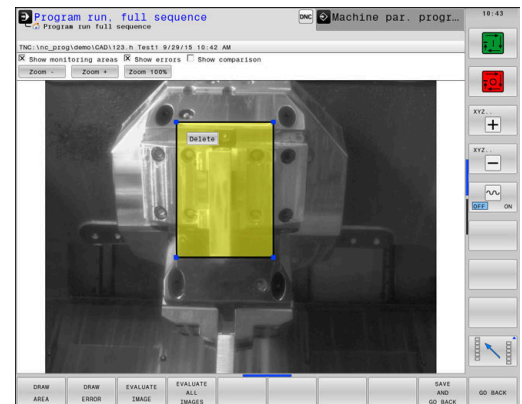 Program run, full sequence
Program run full sequence
DNC
Machine par. progr…
10:43
TNC:\nc_prog\demo\CAD\123.h Test1 9/29/15 10:42 AM
Show monitoring areas Show errors Show comparison
Zoom - Zoom + Zoom 100%
Delete
XYZ..
+
XYZ..
−
OFF ON
DRAW AREA
DRAW ERROR
EVALUATE IMAGE
EVALUATE ALL IMAGES
SAVE AND GO BACK
GO BACK